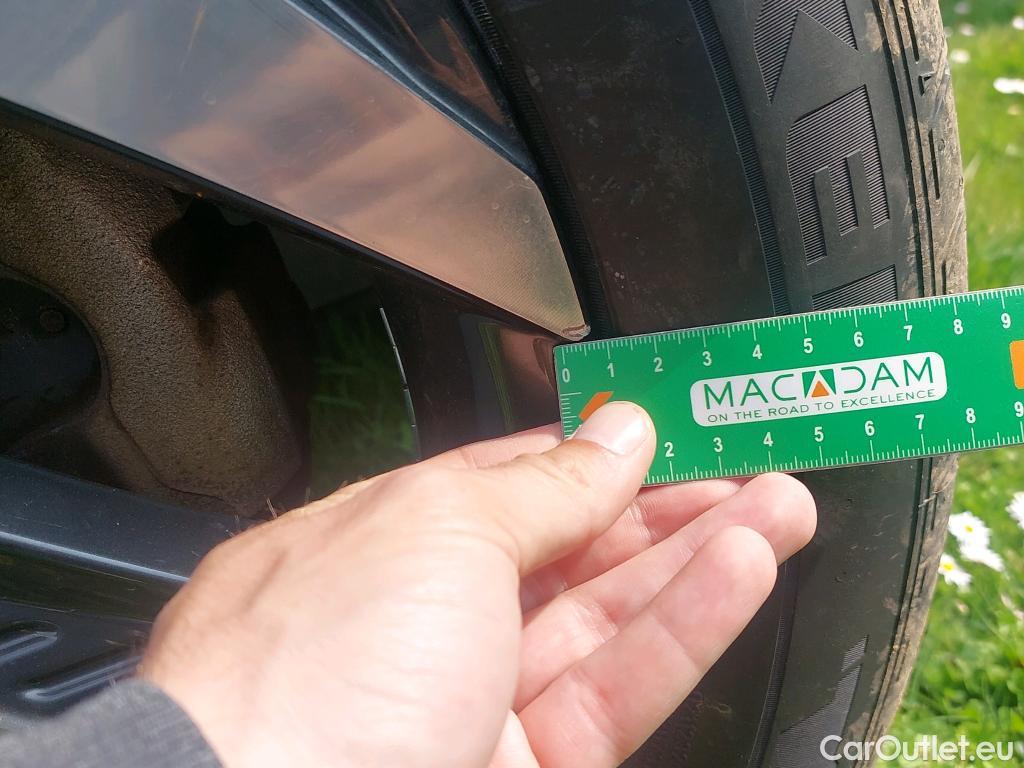 0 1 2 3 4 5 6 7 8 9
MACADAM
ON THE ROAD TO EXCELLENCE
2 3 4 5 6 7 8 9
CarOutlet.eu